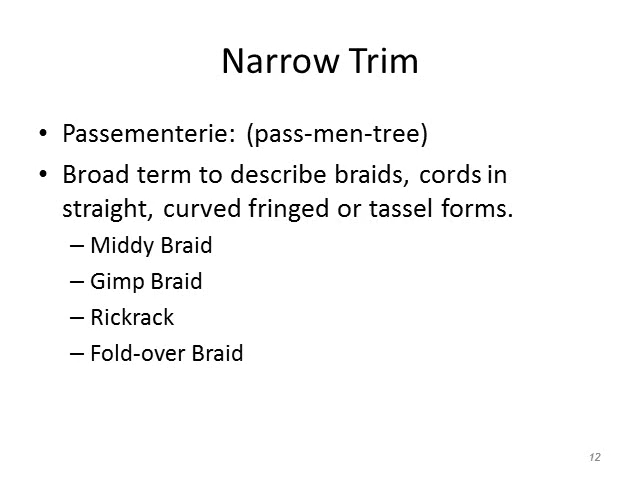 Narrow Trim
• Passementerie: (pass-men-tree)
• Broad term to describe braids, cords in
straight, curved fringed or tassel forms.
– Middy Braid
– Gimp Braid
– Rickrack
– Fold-over Braid
12